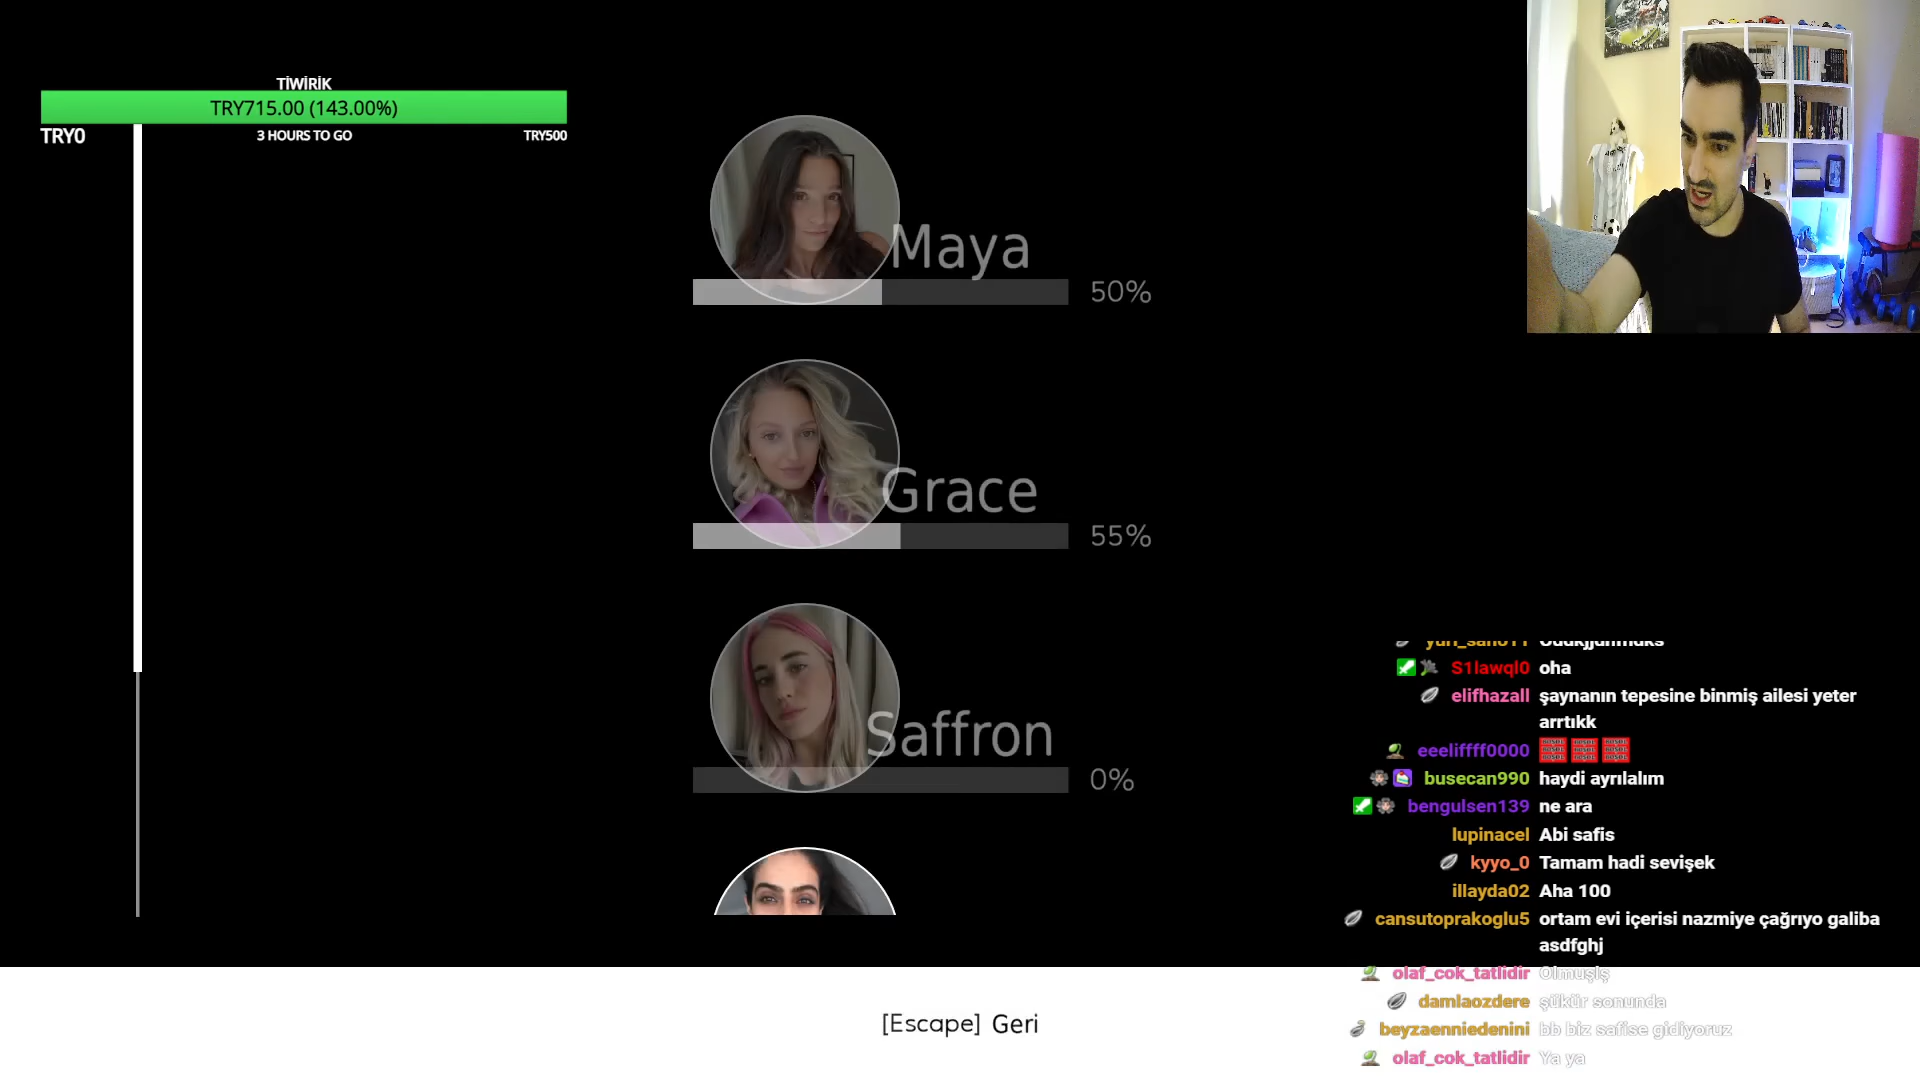 TİWİRİK
TRY715.00 (143.00%)
TRY0
3 HOURS TO GO
TRY500
Maya
50%
Grace
55%
Saffron
0%
[Escape] Geri
yuri_sano11
S1lawql0 oha
elifhazall şaynanın tepesine binmiş ailesi yeter
arrtıkk
eeeliffff0000
busecan990 haydi ayrılalım
bengulsen139 ne ara
lupinacel Abi safis
kyyo_0 Tamam hadi sevişek
illayda02 Aha 100
cansutoprakoglu5 ortam evi içerisi nazmiye çağrıyo galiba
asdfghj
olaf_cok_tatlidir Olmuşlş
damlaozdere şükür sonunda
beyzaenniedenini bb biz safise gidiyoruz
olaf_cok_tatlidir Ya ya